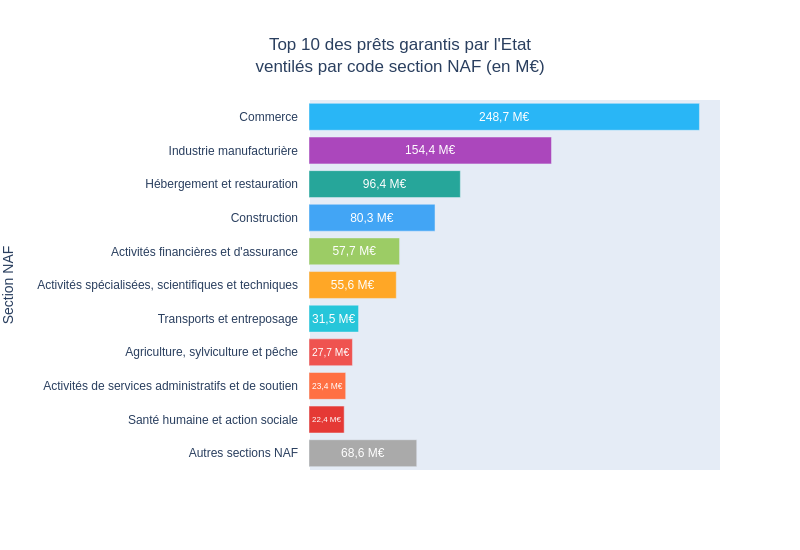 Top 10 des prêts garantis par l'Etat
ventilés par code section NAF (en M€)
Section NAF
Commerce 248,7 M€
Industrie manufacturière 154,4 M€
Hébergement et restauration 96,4 M€
Construction 80,3 M€
Activités financières et d'assurance 57,7 M€
Activités spécialisées, scientifiques et techniques 55,6 M€
Transports et entreposage 31,5 M€
Agriculture, sylviculture et pêche 27,7 M€
Activités de services administratifs et de soutien 23,4 M€
Santé humaine et action sociale 22,4 M€
Autres sections NAF 68,6 M€